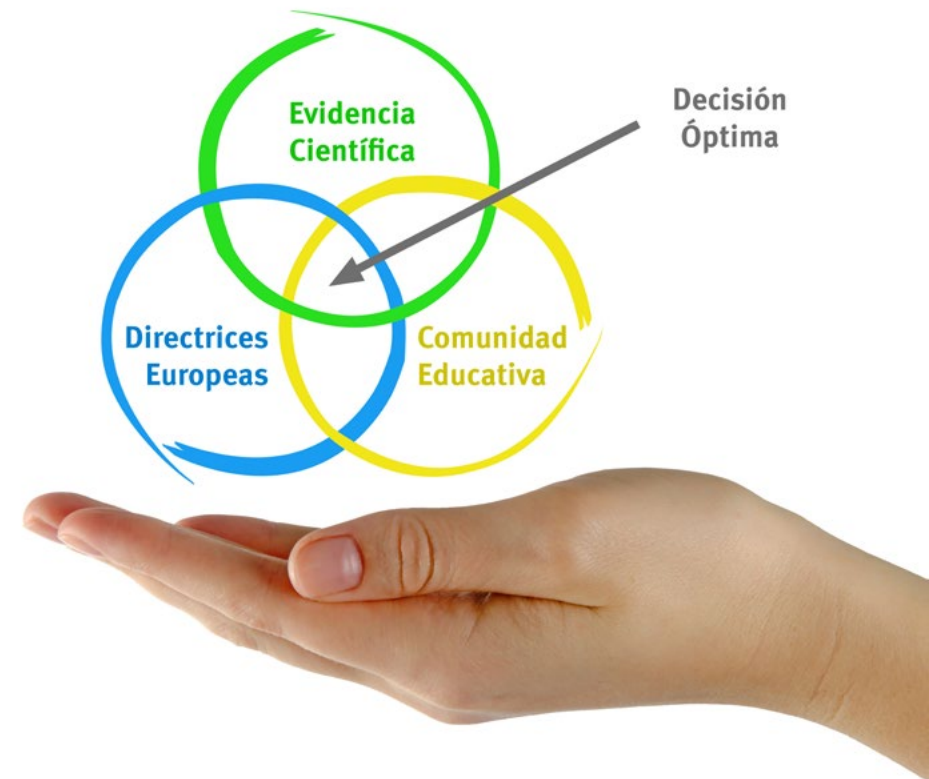 Evidencia
Científica
Decisión
Óptima
Directrices
Europeas
Comunidad
Educativa